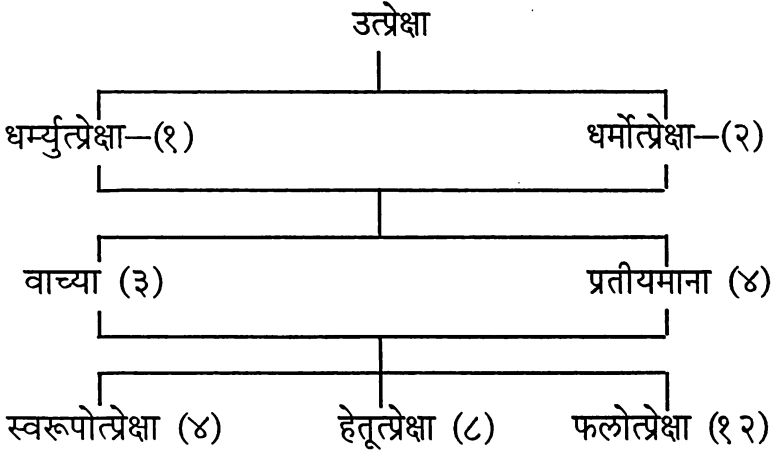 उत्प्रेक्षा
धर्म्युत्प्रेक्षा—(१) धर्मोत्प्रेक्षा—(२)
वाच्या (३) प्रतीयमाना (४)
स्वरूपोत्प्रेक्षा (४) हेतूत्प्रेक्षा (८) फलोत्प्रेक्षा (१२)